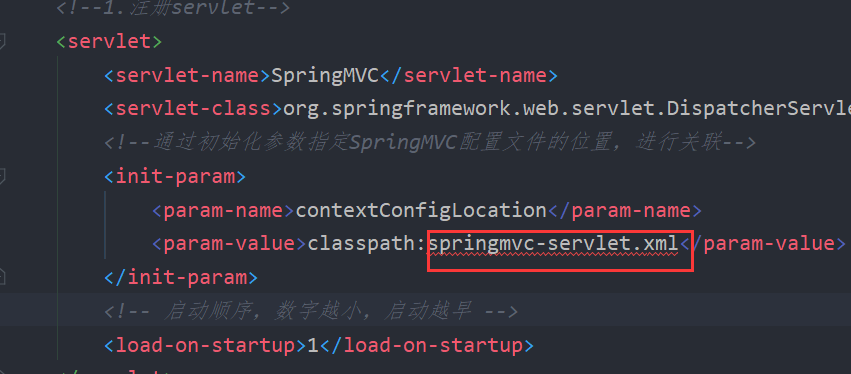 <!--1.注册servlet-->
<servlet>
<servlet-name>SpringMVC</servlet-name>
<servlet-class>org.springframework.web.servlet.DispatcherServle
<!--通过初始化参数指定SpringMVC配置文件的位置，进行关联-->
<init-param>
<param-name>contextConfigLocation</param-name>
<param-value>classpath:springmvc-servlet.xml</param-value>
</init-param>
<!-- 启动顺序，数字越小，启动越早 -->
<load-on-startup>1</load-on-startup>